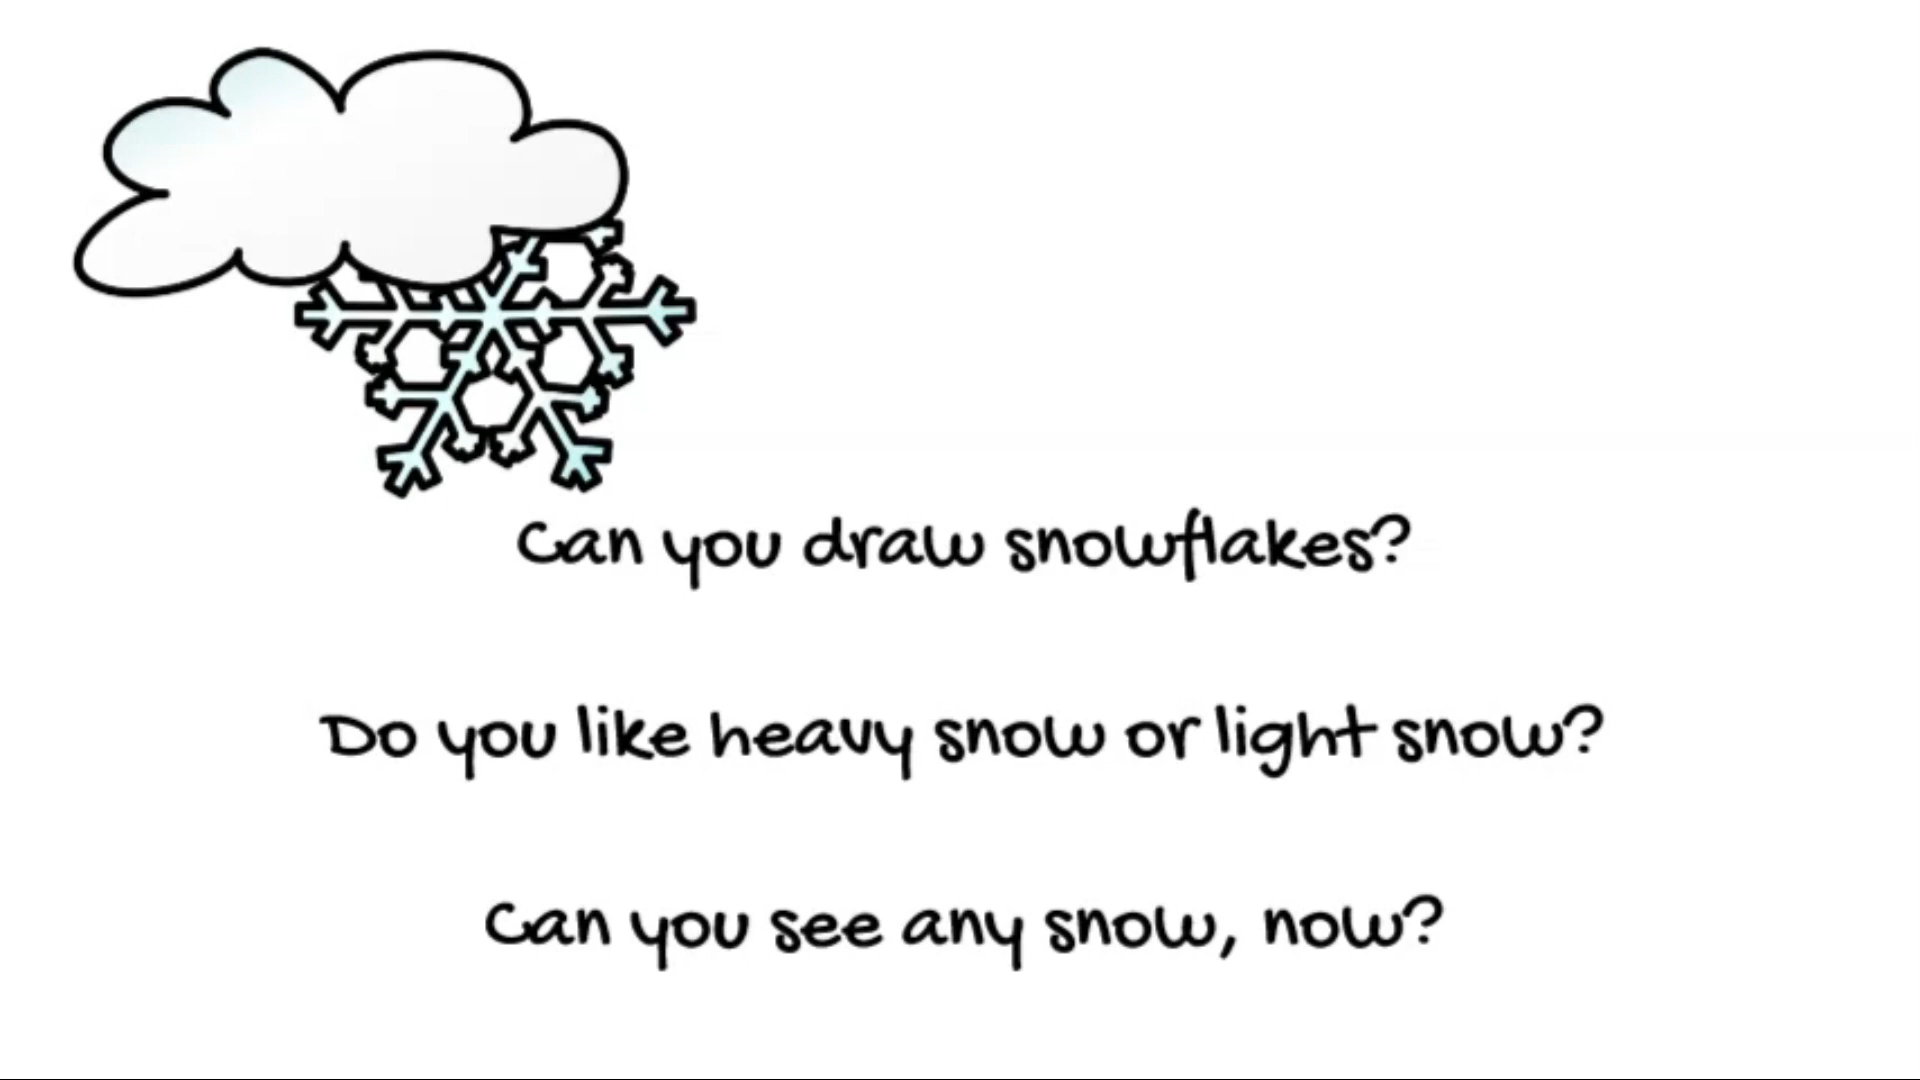 Can you draw snowflakes?
Do you like heavy snow or light snow?
Can you see any snow, now?